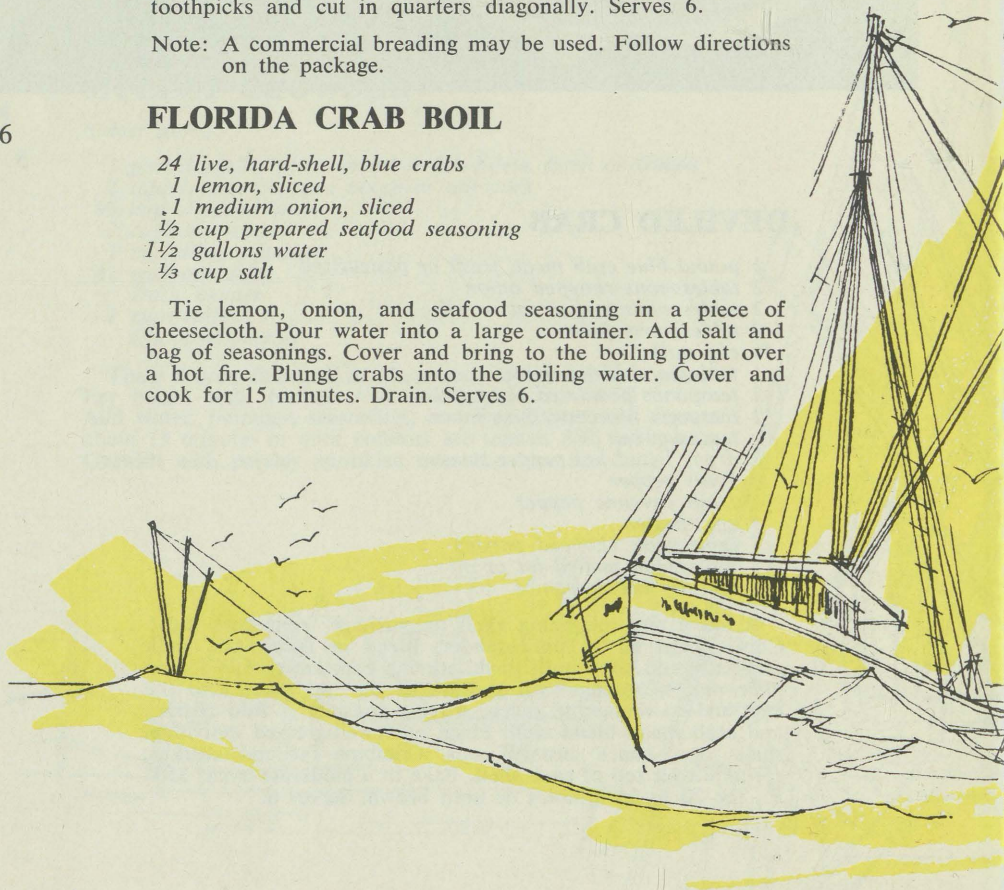 toothpicks and cut in quarters diagonally. Serves 6.
Note: A commercial breading may be used. Follow directions
on the package.
6
FLORIDA CRAB BOIL
24 live, hard-shell, blue crabs
1 lemon, sliced
1 medium onion, sliced
½ cup prepared seafood seasoning
1½ gallons water
⅓ cup salt
Tie lemon, onion, and seafood seasoning in a piece of
cheesecloth. Pour water into a large container. Add salt and
bag of seasonings. Cover and bring to the boiling point over
a hot fire. Plunge crabs into the boiling water. Cover and
cook for 15 minutes. Drain. Serves 6.